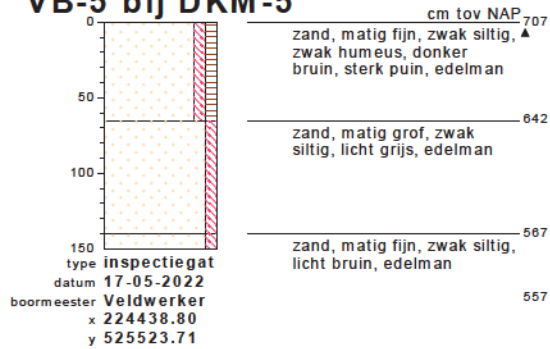 VB-5 bij DKM-5
cm tov NAP
0
707
zand, matig fijn, zwak siltig,
zwak humeus, donker
bruin, sterk puin, edelman
50
642
zand, matig grof, zwak
siltig, licht grijs, edelman
100
567
150
zand, matig fijn, zwak siltig,
licht bruin, edelman
557
type inspectiegat
datum 17-05-2022
boormeester Veldwerker
x 224438.80
y 525523.71